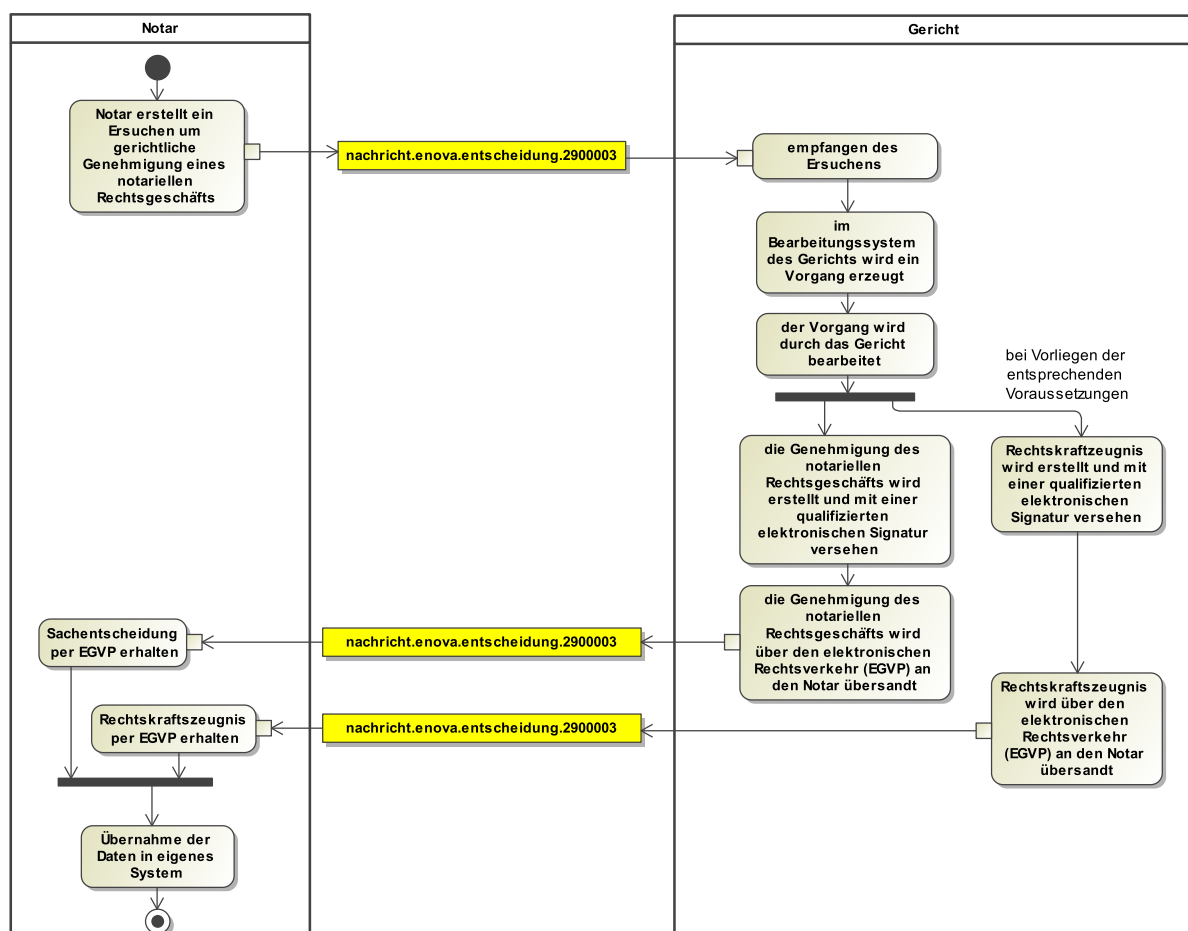 Notar
Gericht
Notar erstellt ein
Ersuchen um
gerichtliche
Genehmigung eines
notariellen
Rechtsgeschäfts
nachricht.enova.entscheidung.2900003
empfangen des
Ersuchens
im
Bearbeitungssystem
des Gerichts wird ein
Vorgang erzeugt
der Vorgang wird
durch das Gericht
bearbeitet
bei Vorliegen der
entsprechenden
Voraussetzungen
die Genehmigung des
notariellen
Rechtsgeschäfts wird
erstellt und mit einer
qualifizierten
elektronischen Signatur
versehen
Rechtskraftzeugnis
wird erstellt und mit
einer qualifizierten
elektronischen
Signatur versehen
die Genehmigung des
notariellen
Rechtsgeschäfts wird
über den elektronischen
Rechtsverkehr (EGVP) an
den Notar übersandt
nachricht.enova.entscheidung.2900003
Sachentscheidung
per EGVP erhalten
Rechtskraftszeugnis
wird über den
elektronischen
Rechtsverkehr
(EGVP) an den Notar
übersandt
nachricht.enova.entscheidung.2900003
Rechtskraftszeugnis
per EGVP erhalten
Übernahme der
Daten in eigenes
System